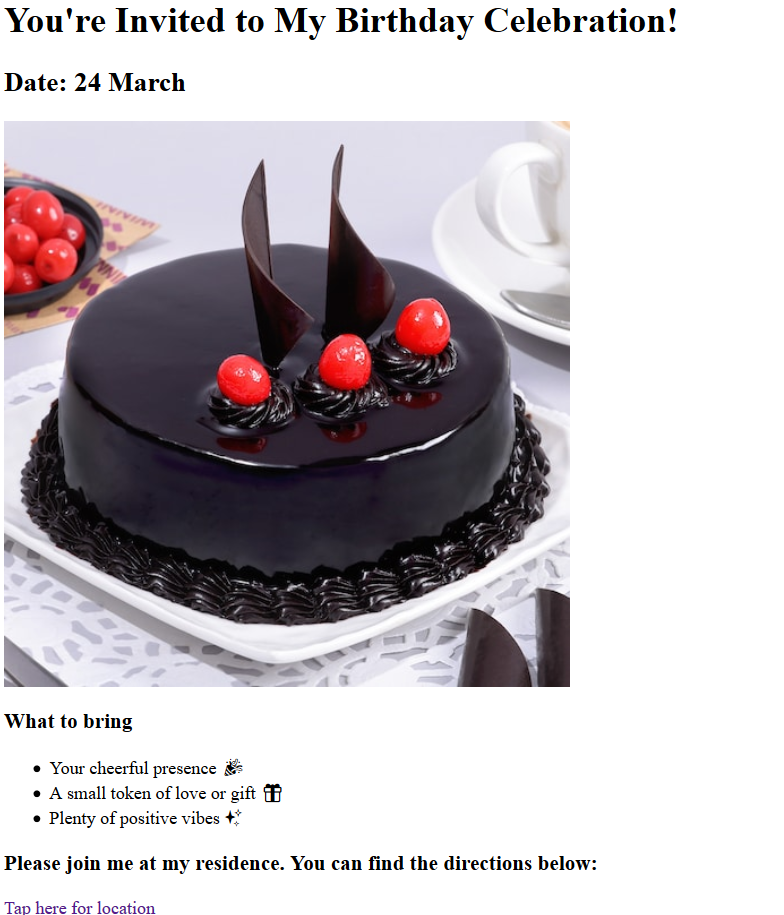 You're Invited to My Birthday Celebration!
Date: 24 March
What to bring
Your cheerful presence 🎉
A small token of love or gift 🎁
Plenty of positive vibes ✨
Please join me at my residence. You can find the directions below:
Tap here for location